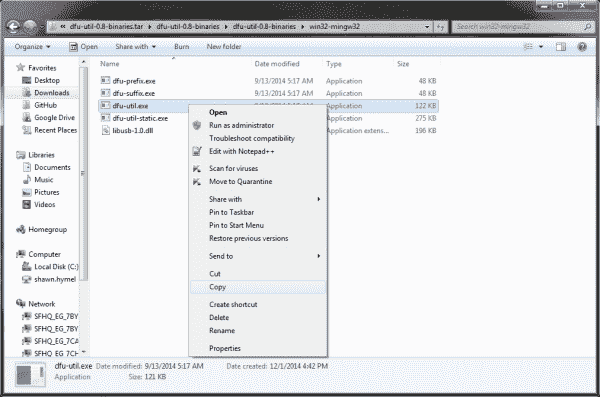 dfu-util-0.8-binaries.tar ▸ dfu-util-0.8-binaries ▸ dfu-util-0.8-binaries ▸ win32-mingw32
Search win32-mingw32
Organize Open Share with Burn New folder
Name Date modified Type Size
Favorites
Desktop
Downloads
GitHub
Google Drive
Recent Places
Libraries
Documents
Music
Pictures
Videos
Homegroup
Computer
Local Disk (C:)
shawn.hymel
Network
SFHQ_EG_7BY
SFHQ_EG_7BY
SFHQ_EG_7CA
SFHQ_EG_7CH
dfu-prefix.exe 9/13/2014 5:17 AM Application 48 KB
dfu-suffix.exe 9/13/2014 5:17 AM Application 48 KB
dfu-util.exe Application 122 KB
dfu-util-static.exe Application 275 KB
libusb-1.0.dll Application extens... 196 KB
Open
Run as administrator
Troubleshoot compatibility
Edit with Notepad++
Scan for viruses
Move to Quarantine
Share with
Pin to Taskbar
Pin to Start Menu
Restore previous versions
Send to
Cut
Copy
Create shortcut
Delete
Rename
Properties
dfu-util.exe Date modified: 9/13/2014 5:17 AM Date created: 12/1/2014 4:42 PM
Application Size: 121 KB